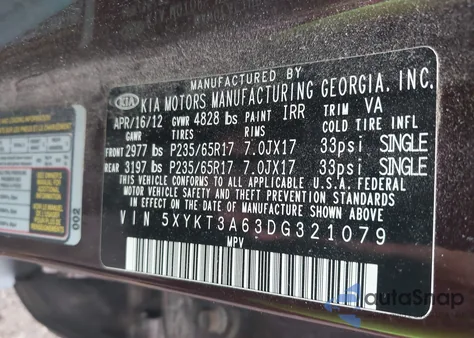 MANUFACTURED BY
KIA KIA MOTORS MANUFACTURING GEORGIA, INC.
APR/16/12 GVWR 4828 lbs PAINT IRR TRIM VA
GAWR TIRES RIMS COLD TIRE INFL
FRONT 2977 lbs P235/65R17 7.0JX17 33psi SINGLE
REAR 3197 lbs P235/65R17 7.0JX17 33psi SINGLE
THIS VEHICLE CONFORMS TO ALL APPLICABLE U.S.A. FEDERAL
MOTOR VEHICLE SAFETY STANDARDS IN EFFECT ON THE
DATE OF MANUFACTURE SHOWN ABOVE.
VIN 5XYKT3A63DG321079
MPV
002
autoSnap